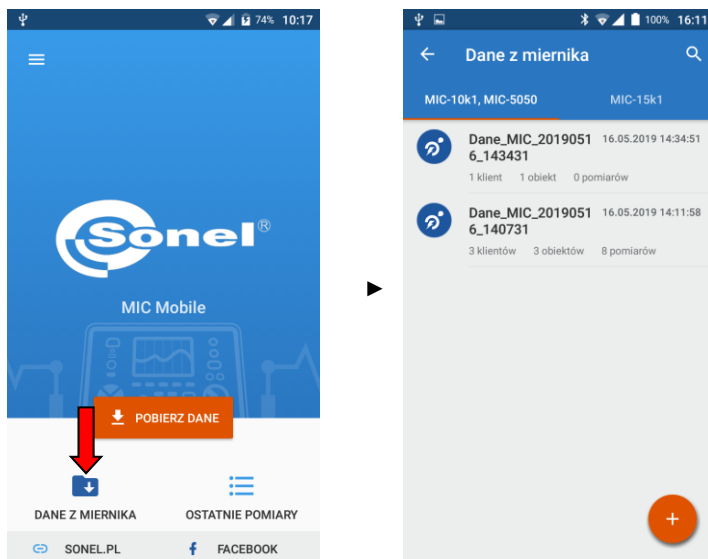 74% 10:17
Sonel®
MIC Mobile
POBIERZ DANE
DANE Z MIERNIKA
OSTATNIE POMIARY
SONEL.PL
FACEBOOK
100% 16:11
Dane z miernika
MIC-10k1, MIC-5050
MIC-15k1
Dane_MIC_2019051 16.05.2019 14:34:51
6_143431
1 klient 1 obiekt 0 pomiarów
Dane_MIC_2019051 16.05.2019 14:11:58
6_140731
3 klientów 3 obiektów 8 pomiarów